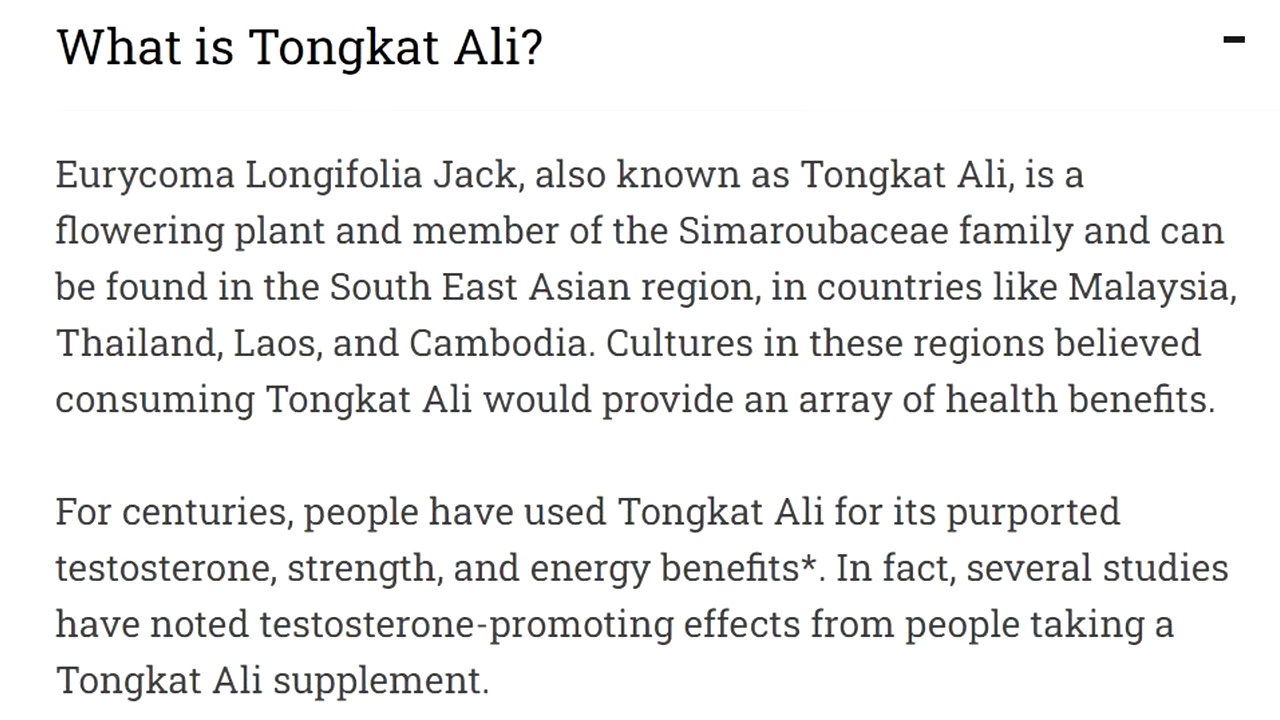 What is Tongkat Ali?
Eurycoma Longifolia Jack, also known as Tongkat Ali, is a
flowering plant and member of the Simaroubaceae family and can
be found in the South East Asian region, in countries like Malaysia,
Thailand, Laos, and Cambodia. Cultures in these regions believed
consuming Tongkat Ali would provide an array of health benefits.
For centuries, people have used Tongkat Ali for its purported
testosterone, strength, and energy benefits*. In fact, several studies
have noted testosterone-promoting effects from people taking a
Tongkat Ali supplement.